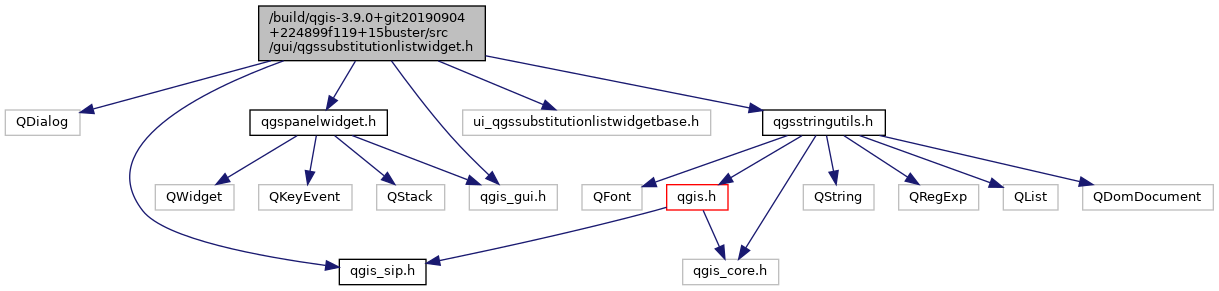 /build/qgis-3.9.0+git20190904
+224899f119+15buster/src
/gui/qgssubstitutionlistwidget.h
QDialog
qgspanelwidget.h
ui_qgssubstitutionlistwidgetbase.h
qgsstringutils.h
QWidget
QKeyEvent
QStack
qgis_gui.h
QFont
qgis.h
QString
QRegExp
QList
QDomDocument
qgis_sip.h
qgis_core.h